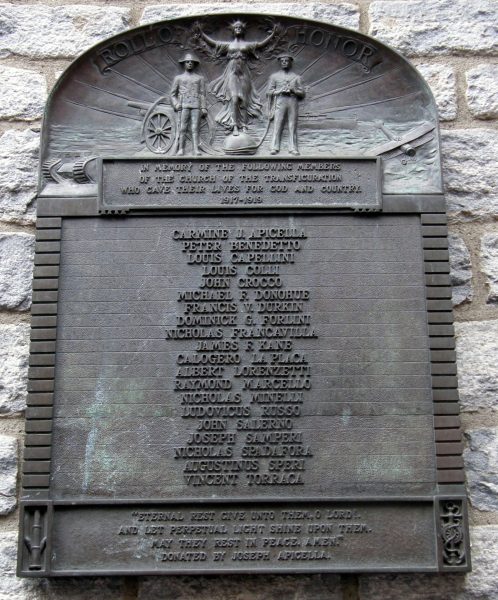 ROLL OF HONOR
IN MEMORY OF THE FOLLOWING MEMBERS
OF THE CHURCH OF THE TRANSFIGURATION
WHO GAVE THEIR LIVES FOR GOD AND COUNTRY.
1917-1919
CARMINE J. APICELLA
PETER BENEDETTO
LOUIS CAPELLINI
LOUIS CULLI
JOHN CROCCO
MICHAEL F. DONOHUE
FRANCIS V. DURKIN
DOMINICK G. FORLINI
NICHOLAS FRANCAVILLA
JAMES F. KANE
CALOGERO LA PLACA
ALBERT LORENZETTI
RAYMOND MARCELLO
NICHOLAS MINELLI
LUDOVICUS RUSSO
JOHN SALERNO
JOSEPH SAMPERI
NICHOLAS SPADAFORA
AUGUSTINUS SPERI
VINCENT TORRACA
"ETERNAL REST GIVE UNTO THEM, O LORD!,
AND LET PERPETUAL LIGHT SHINE UPON THEM.
MAY THEY REST IN PEACE. AMEN."
DONATED BY JOSEPH APICELLA.